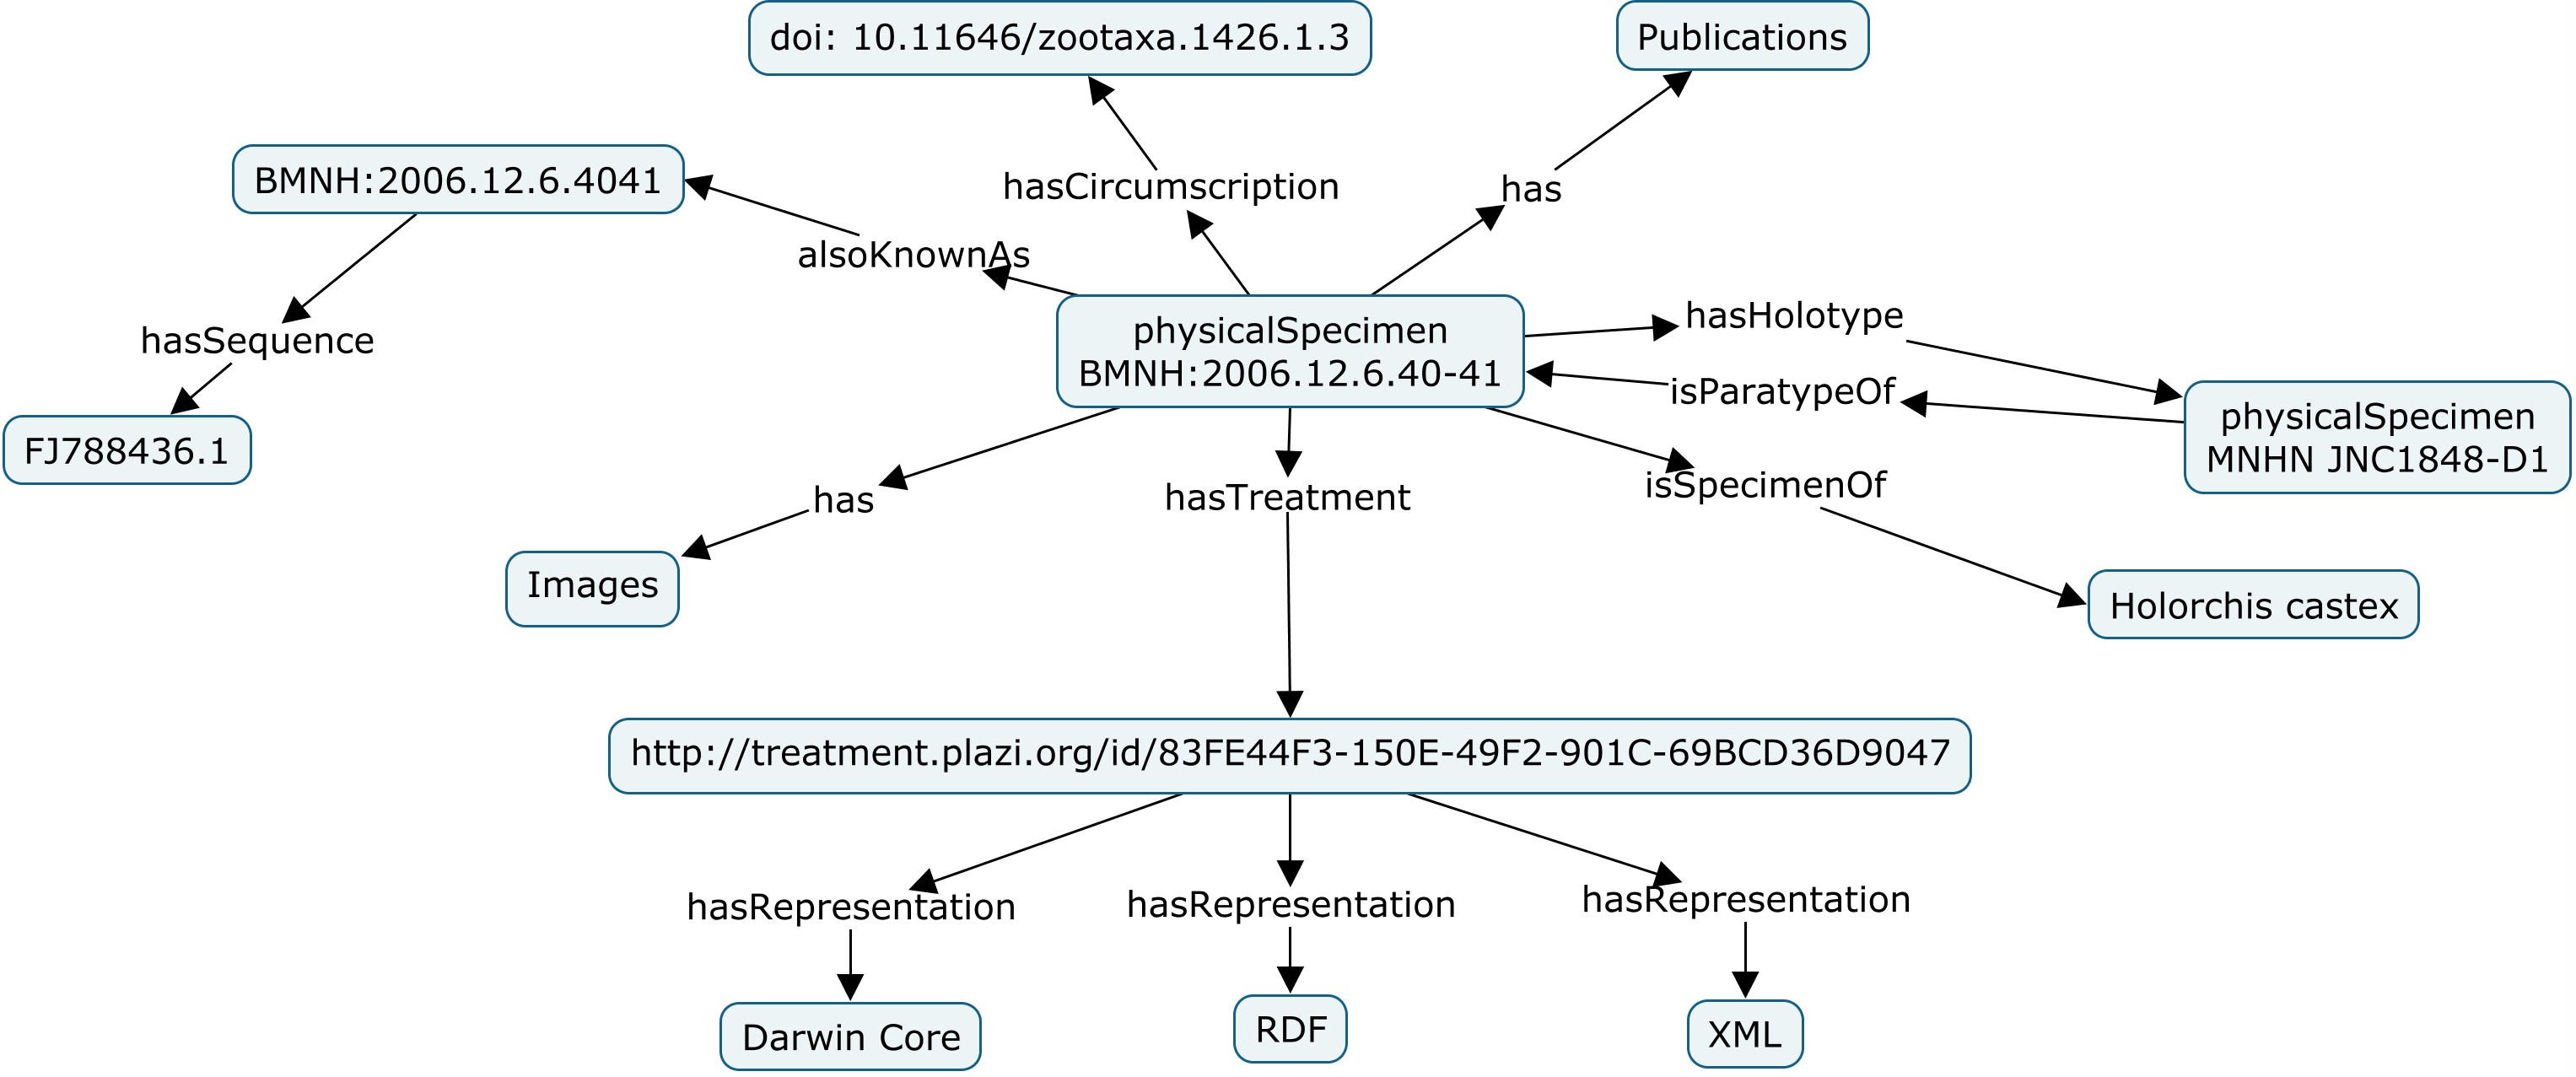 doi: 10.11646/zootaxa.1426.1.3
Publications
BMNH:2006.12.6.4041
hasCircumscription
has
alsoKnownAs
hasSequence
physicalSpecimen
BMNH:2006.12.6.40-41
hasHolotype
isParatypeOf
physicalSpecimen
MNHN JNC1848-D1
FJ788436.1
has
hasTreatment
isSpecimenOf
Images
Holorchis castex
http://treatment.plazi.org/id/83FE44F3-150E-49F2-901C-69BCD36D9047
hasRepresentation
hasRepresentation
hasRepresentation
Darwin Core
RDF
XML